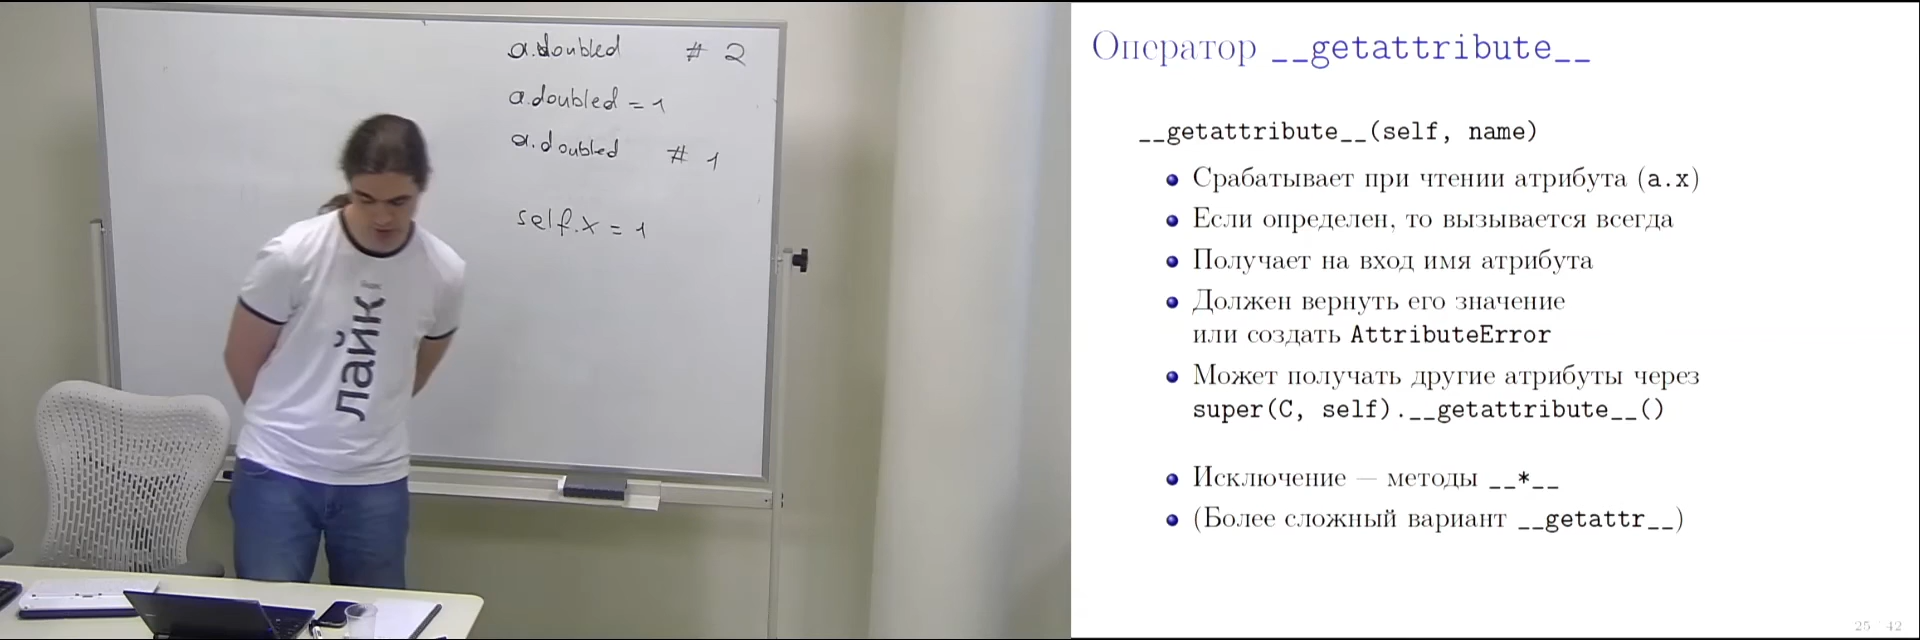 a.doubled # 2
a.doubled = 1
a.doubled # 1
self.x = 1
лайк
Оператор __getattribute__
__getattribute__(self, name)
Срабатывает при чтении атрибута (a.x)
Если определен, то вызывается всегда
Получает на вход имя атрибута
Должен вернуть его значение
или создать AttributeError
Может получать другие атрибуты через
super(C, self).__getattribute__()
Исключение — методы __*__
(Более сложный вариант __getattr__)
25 / 42